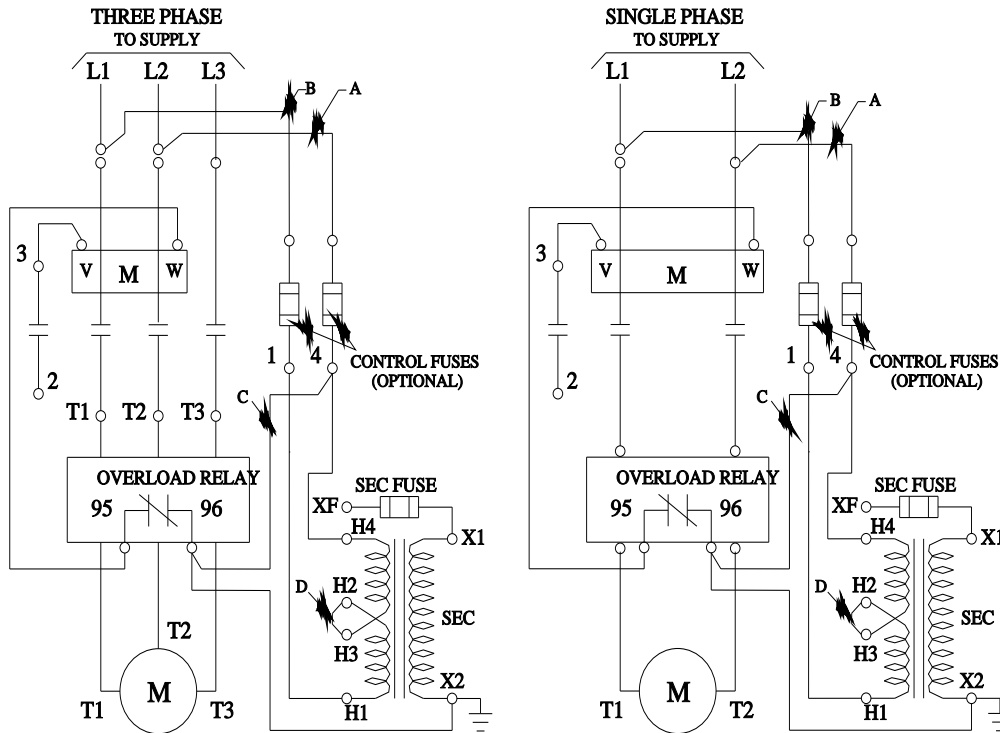 THREE PHASE
TO SUPPLY
L1 L2 L3
B
A
3
V M W
1
4
CONTROL FUSES
(OPTIONAL)
2
C
T1 T2 T3
OVERLOAD RELAY
95 96
XF
SEC FUSE
H4
X1
D
H2
SEC
H3
T2
X2
M
T1 T3
H1
SINGLE PHASE
TO SUPPLY
L1 L2
B
A
3
V M W
1
4
CONTROL FUSES
(OPTIONAL)
2
C
OVERLOAD RELAY
95 96
XF
SEC FUSE
H4
X1
D
H2
SEC
H3
X2
M
T1 T2
H1